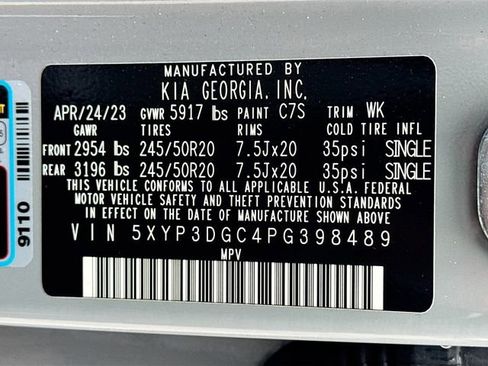 MANUFACTURED BY
KIA GEORGIA, INC.
APR/24/23 GVWR 5917 lbs PAINT C7S TRIM WK
GAWR TIRES RIMS COLD TIRE INFL
FRONT 2954 lbs 245/50R20 7.5Jx20 35psi SINGLE
REAR 3196 lbs 245/50R20 7.5Jx20 35psi SINGLE
THIS VEHICLE CONFORMS TO ALL APPLICABLE U.S.A. FEDERAL
MOTOR VEHICLE SAFETY AND THEFT PREVENTION STANDARDS
IN EFFECT ON THE DATE OF MANUFACTURE SHOWN ABOVE.
VIN 5XYP3DGC4PG398489
MPV
9110